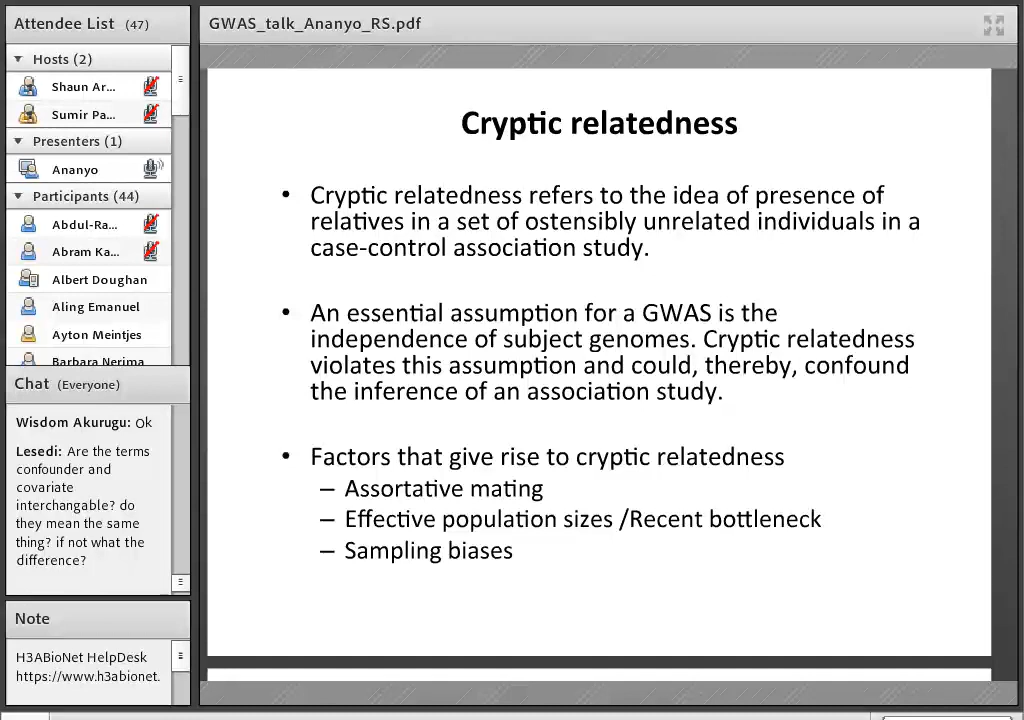 Attendee List (47)
Hosts (2)
Shaun Ar...
Sumir Pa...
Presenters (1)
Ananyo
Participants (44)
Abdul-Ra...
Abram Ka...
Albert Doughan
Aling Emanuel
Ayton Meintjes
Barbara Nerima
Chat (Everyone)
Wisdom Akurugu: Ok
Lesedi: Are the terms
confounder and
covariate
interchangable? do
they mean the same
thing? if not what the
difference?
Note
H3ABioNet HelpDesk
https://www.h3abionet.
GWAS_talk_Ananyo_RS.pdf
Cryptic relatedness
• Cryptic relatedness refers to the idea of presence of
relatives in a set of ostensibly unrelated individuals in a
case-control association study.
• An essential assumption for a GWAS is the
independence of subject genomes. Cryptic relatedness
violates this assumption and could, thereby, confound
the inference of an association study.
• Factors that give rise to cryptic relatedness
– Assortative mating
– Effective population sizes /Recent bottleneck
– Sampling biases